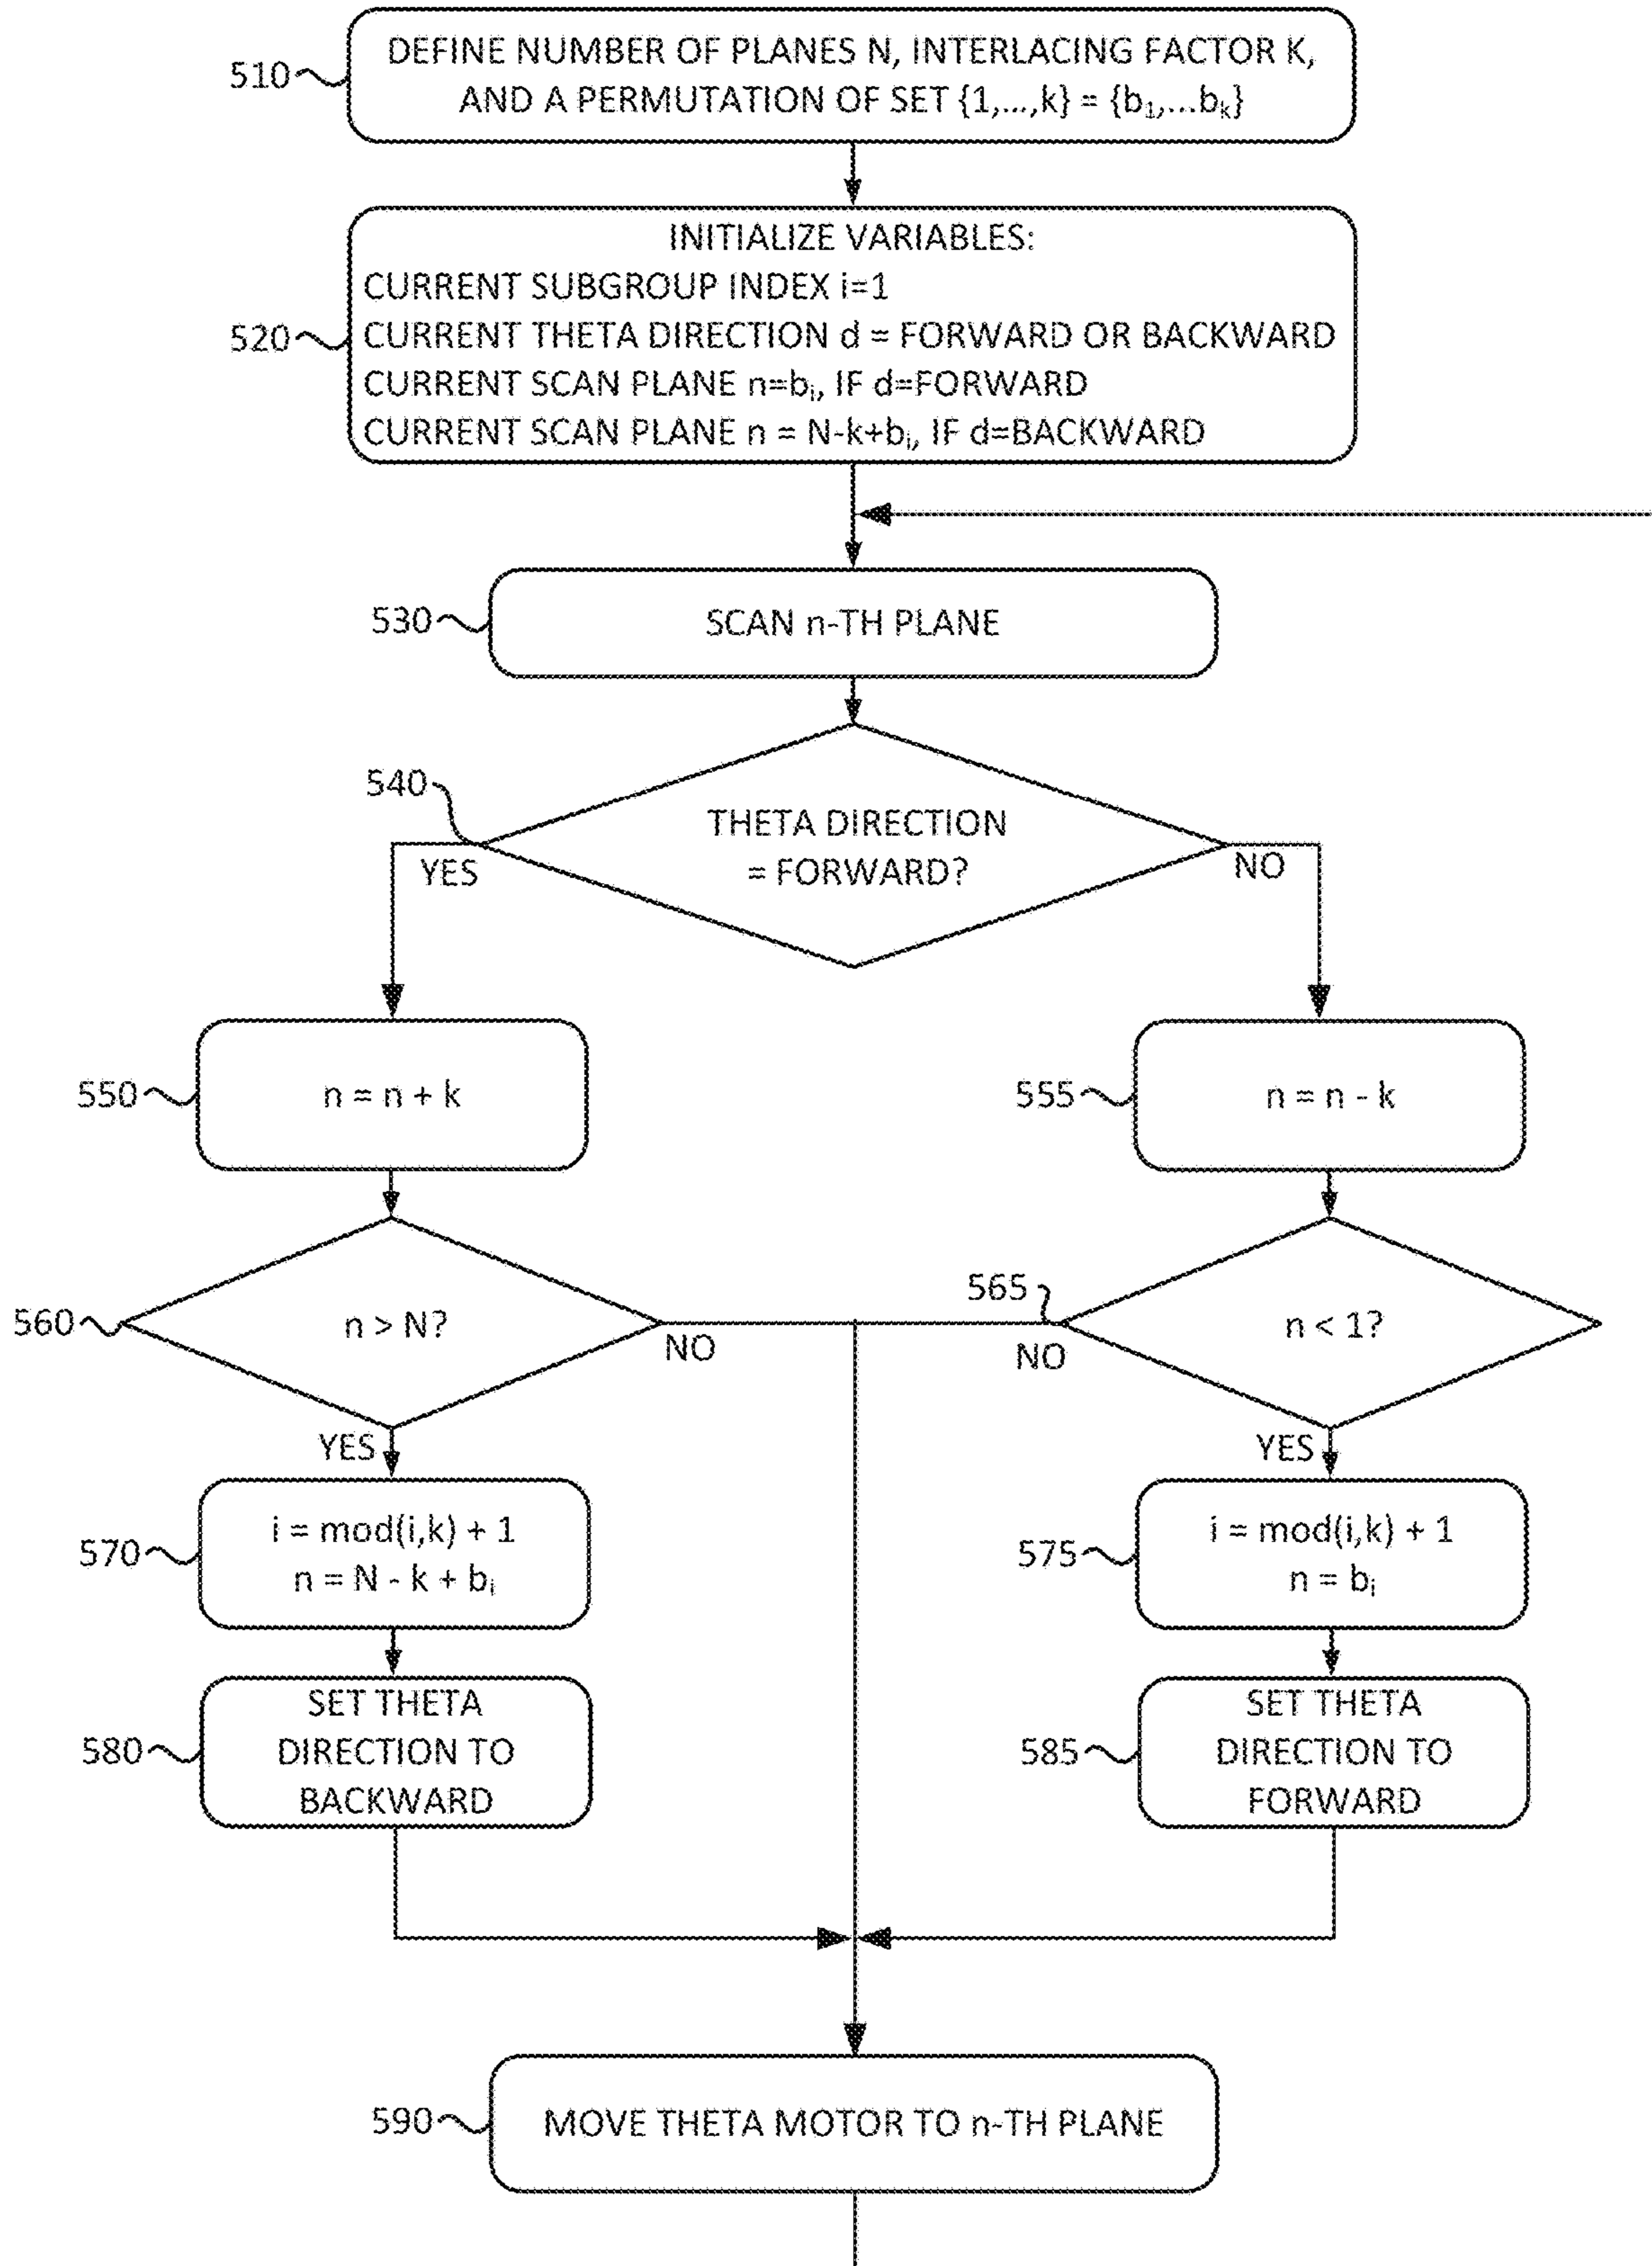 510
DEFINE NUMBER OF PLANES N, INTERLACING FACTOR K,
AND A PERMUTATION OF SET {1,...,k} = {b₁,...bₖ}
520
INITIALIZE VARIABLES:
CURRENT SUBGROUP INDEX i=1
CURRENT THETA DIRECTION d = FORWARD OR BACKWARD
CURRENT SCAN PLANE n=bᵢ, IF d=FORWARD
CURRENT SCAN PLANE n = N-k+bᵢ, IF d=BACKWARD
530
SCAN n-TH PLANE
540
THETA DIRECTION
= FORWARD?
YES
NO
550
n = n + k
555
n = n - k
560
n > N?
NO
565
n < 1?
NO
YES
YES
570
i = mod(i,k) + 1
n = N - k + bᵢ
575
i = mod(i,k) + 1
n = bᵢ
580
SET THETA
DIRECTION TO
BACKWARD
585
SET THETA
DIRECTION TO
FORWARD
590
MOVE THETA MOTOR TO n-TH PLANE